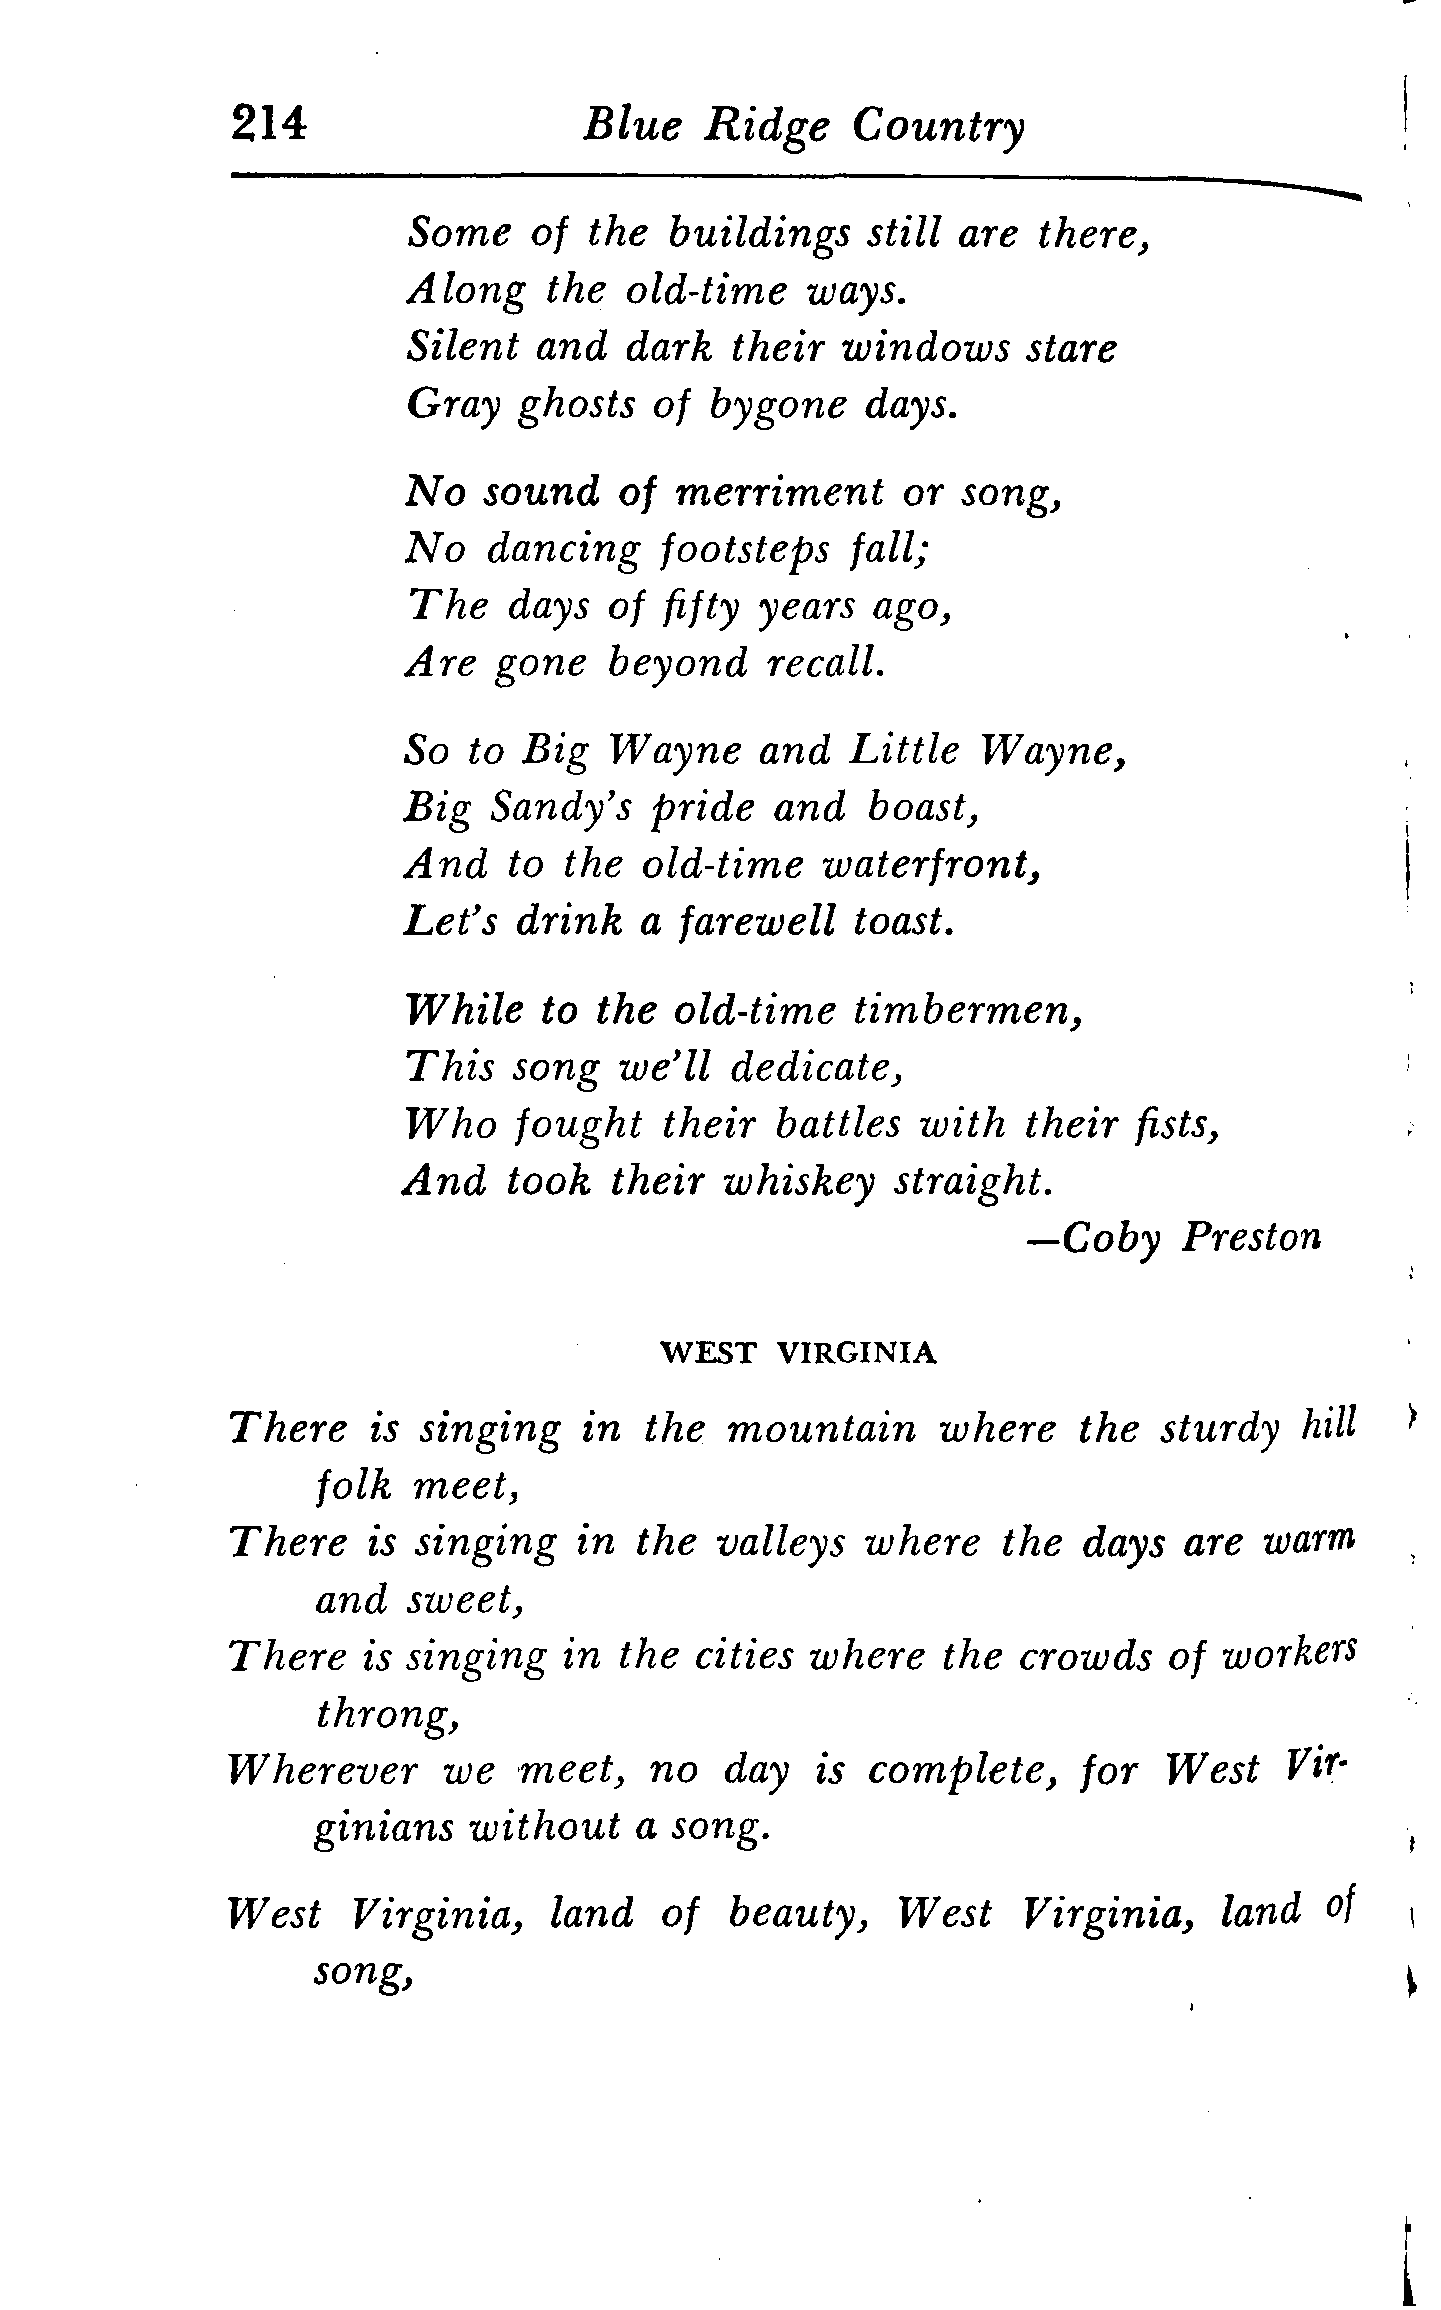 214 Blue Ridge Country
Some of the buildings still are there,
Along the old-time ways.
Silent and dark their windows stare
Gray ghosts of bygone days.
No sound of merriment or song,
No dancing footsteps fall;
The days of fifty years ago,
Are gone beyond recall.
So to Big Wayne and Little Wayne,
Big Sandy's pride and boast,
And to the old-time waterfront,
Let's drink a farewell toast.
While to the old-time timbermen,
This song we'll dedicate,
Who fought their battles with their fists,
And took their whiskey straight.
—Coby Preston
WEST VIRGINIA
There is singing in the mountain where the sturdy hill
folk meet,
There is singing in the valleys where the days are warm
and sweet,
There is singing in the cities where the crowds of workers
throng,
Wherever we meet, no day is complete, for West Vir-
ginians without a song.
West Virginia, land of beauty, West Virginia, land of
song,